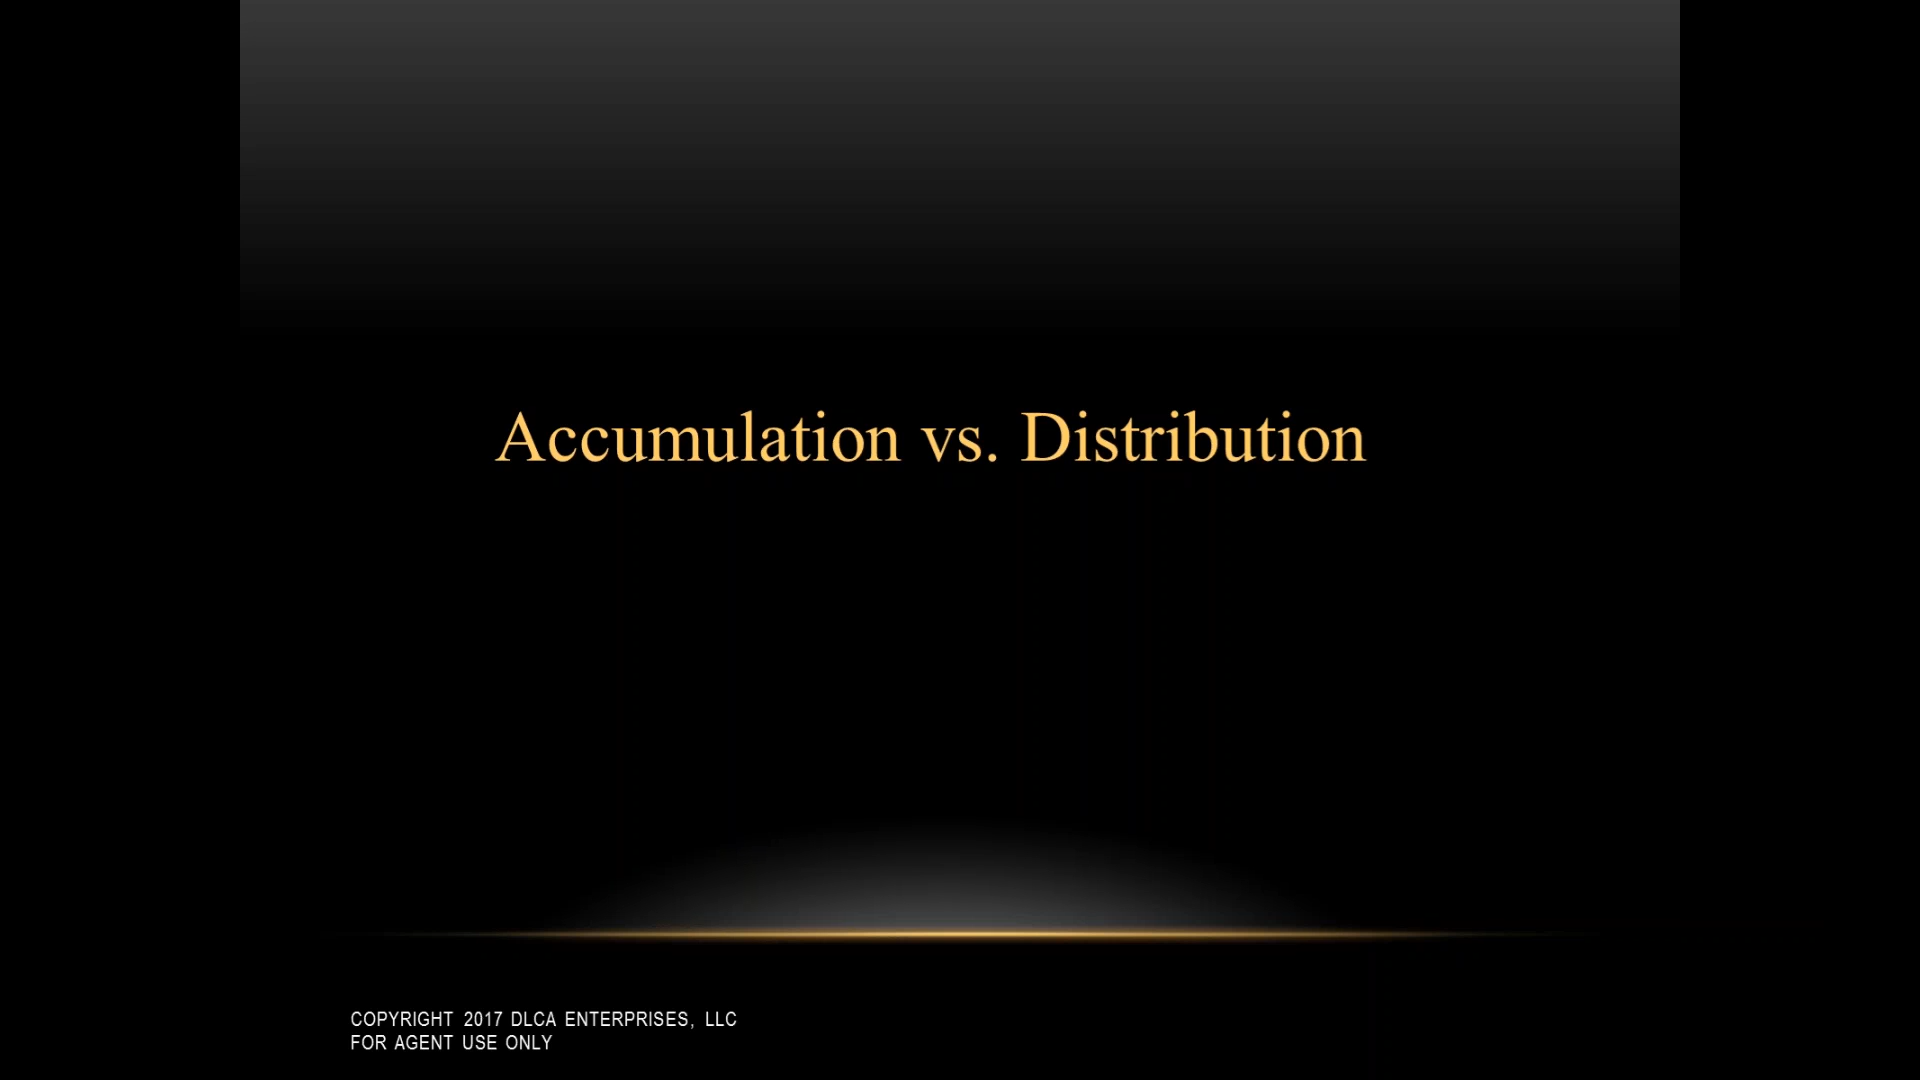 Accumulation vs. Distribution
COPYRIGHT 2017 DLCA ENTERPRISES, LLC
FOR AGENT USE ONLY